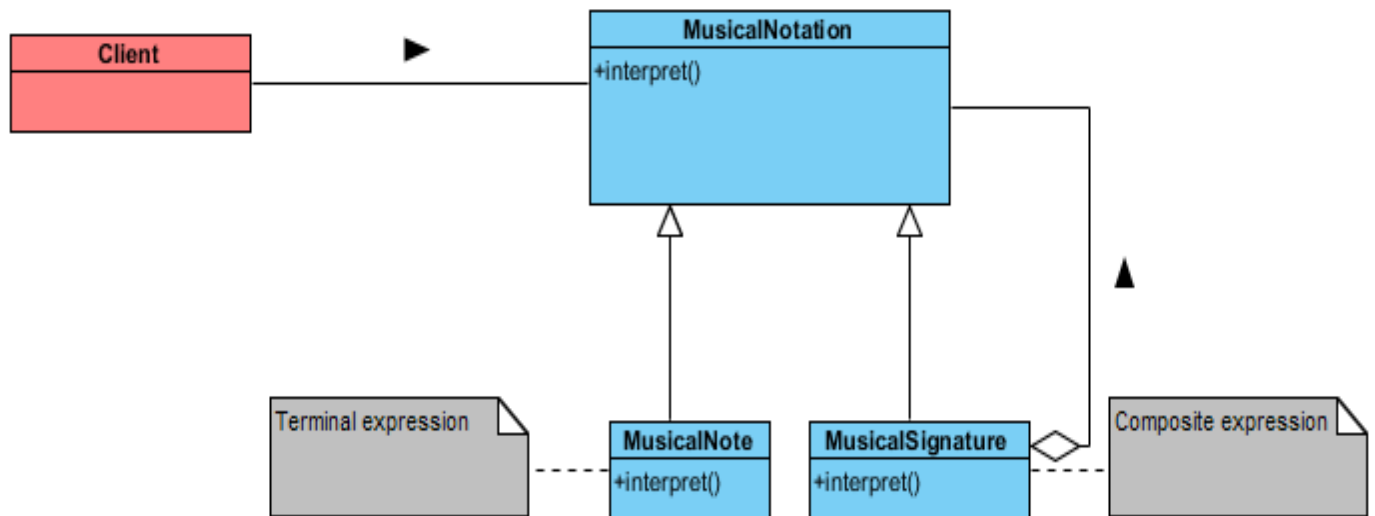 Client
MusicalNotation
+interpret()
Terminal expression
MusicalNote
+interpret()
MusicalSignature
+interpret()
Composite expression